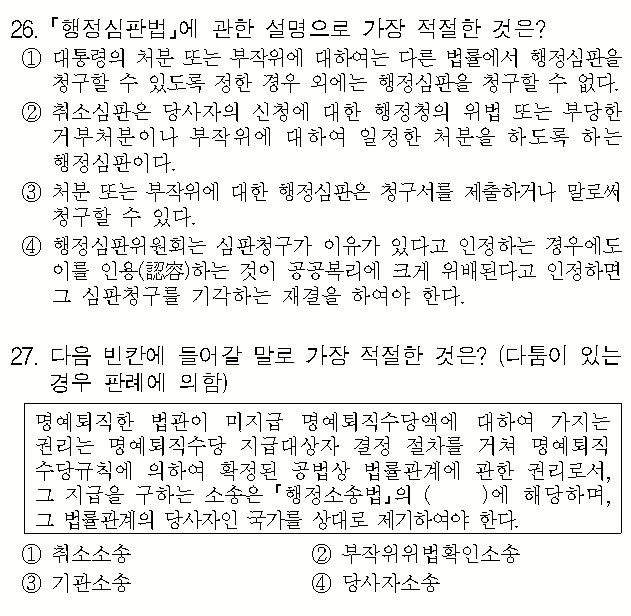 26.「행정심판법」에 관한 설명으로 가장 적절한 것은?
① 대통령의 처분 또는 부작위에 대하여는 다른 법률에서 행정심판을
청구할 수 있도록 정한 경우 외에는 행정심판을 청구할 수 없다.
② 취소심판은 당사자의 신청에 대한 행정청의 위법 또는 부당한
거부처분이나 부작위에 대하여 일정한 처분을 하도록 하는
행정심판이다.
③ 처분 또는 부작위에 대한 행정심판은 청구서를 제출하거나 말로써
청구할 수 있다.
④ 행정심판위원회는 심판청구가 이유가 있다고 인정하는 경우에도
이를 인용(認容)하는 것이 공공복리에 크게 위배된다고 인정하면
그 심판청구를 기각하는 재결을 하여야 한다.
27. 다음 빈칸에 들어갈 말로 가장 적절한 것은? (다툼이 있는
경우 판례에 의함)
명예퇴직한 법관이 미지급 명예퇴직수당액에 대하여 가지는
권리는 명예퇴직수당 지급대상자 결정 절차를 거쳐 명예퇴직
수당규칙에 의하여 확정된 공법상 법률관계에 관한 권리로서,
그 지급을 구하는 소송은「행정소송법」의 (      )에 해당하며,
그 법률관계의 당사자인 국가를 상대로 제기하여야 한다.
① 취소소송 ② 부작위위법확인소송
③ 기관소송 ④ 당사자소송